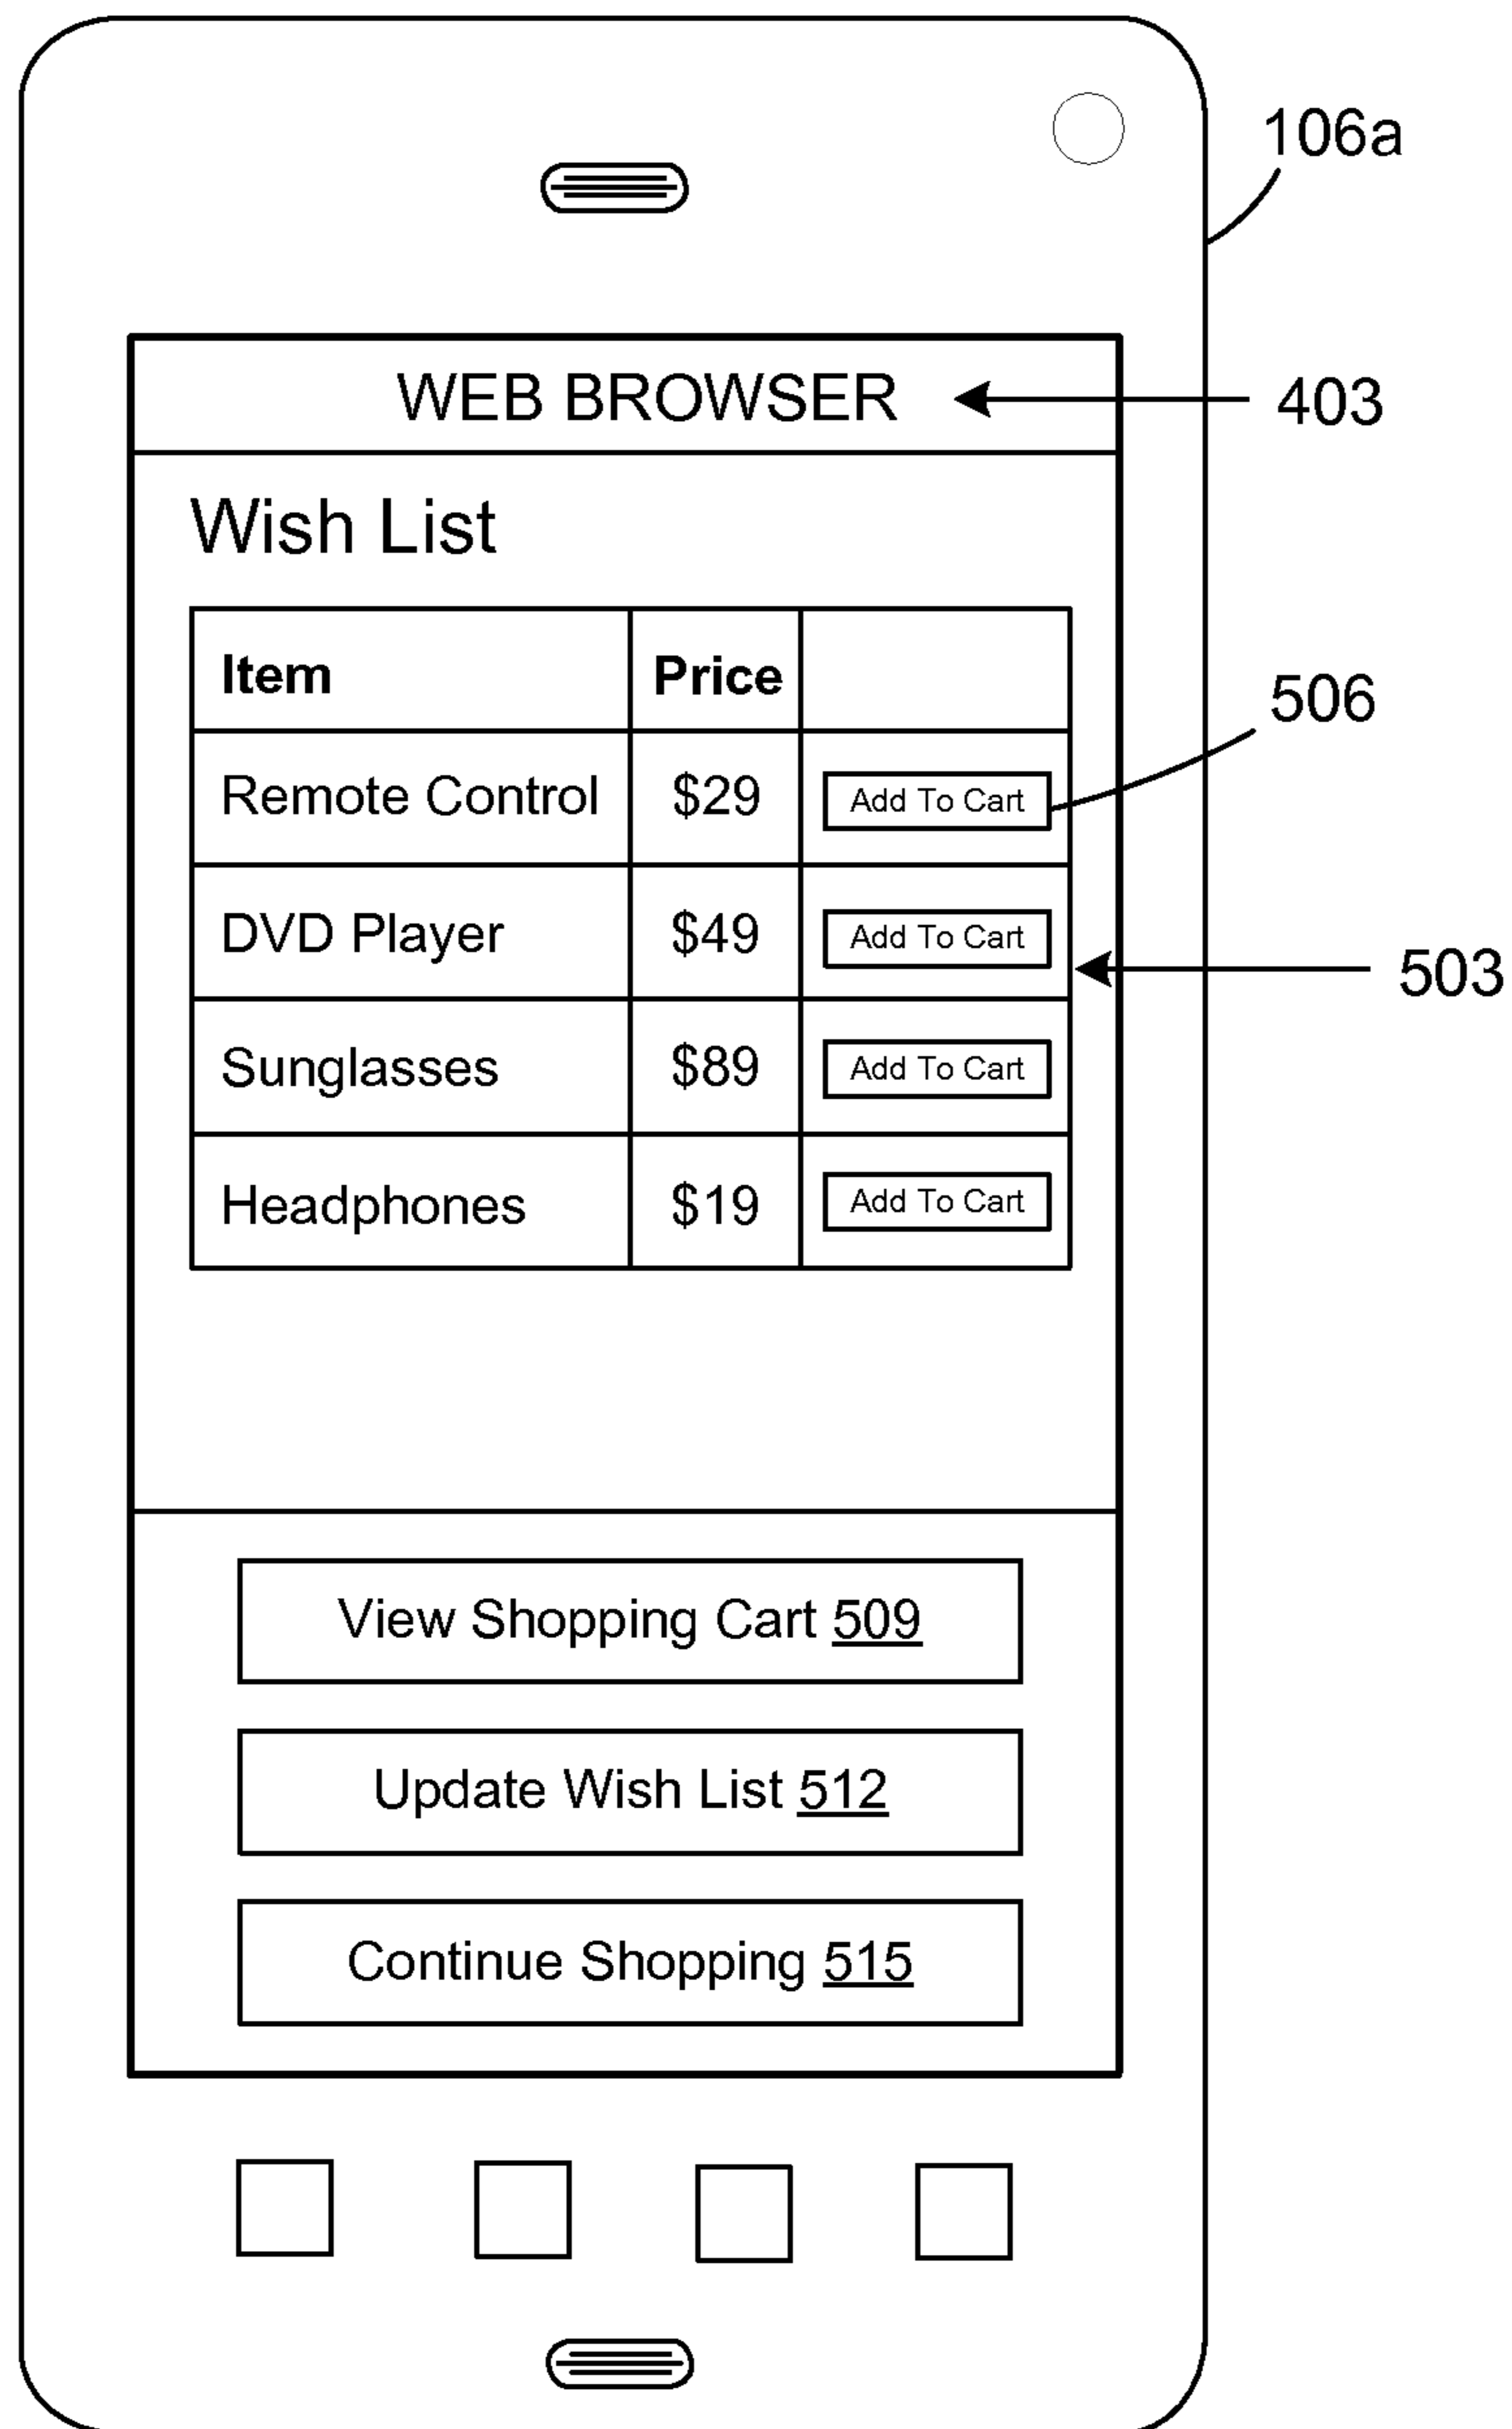 106a
WEB BROWSER 403
Wish List
Item Price
506
Remote Control $29 Add To Cart
DVD Player $49 Add To Cart
503
Sunglasses $89 Add To Cart
Headphones $19 Add To Cart
View Shopping Cart 509
Update Wish List 512
Continue Shopping 515